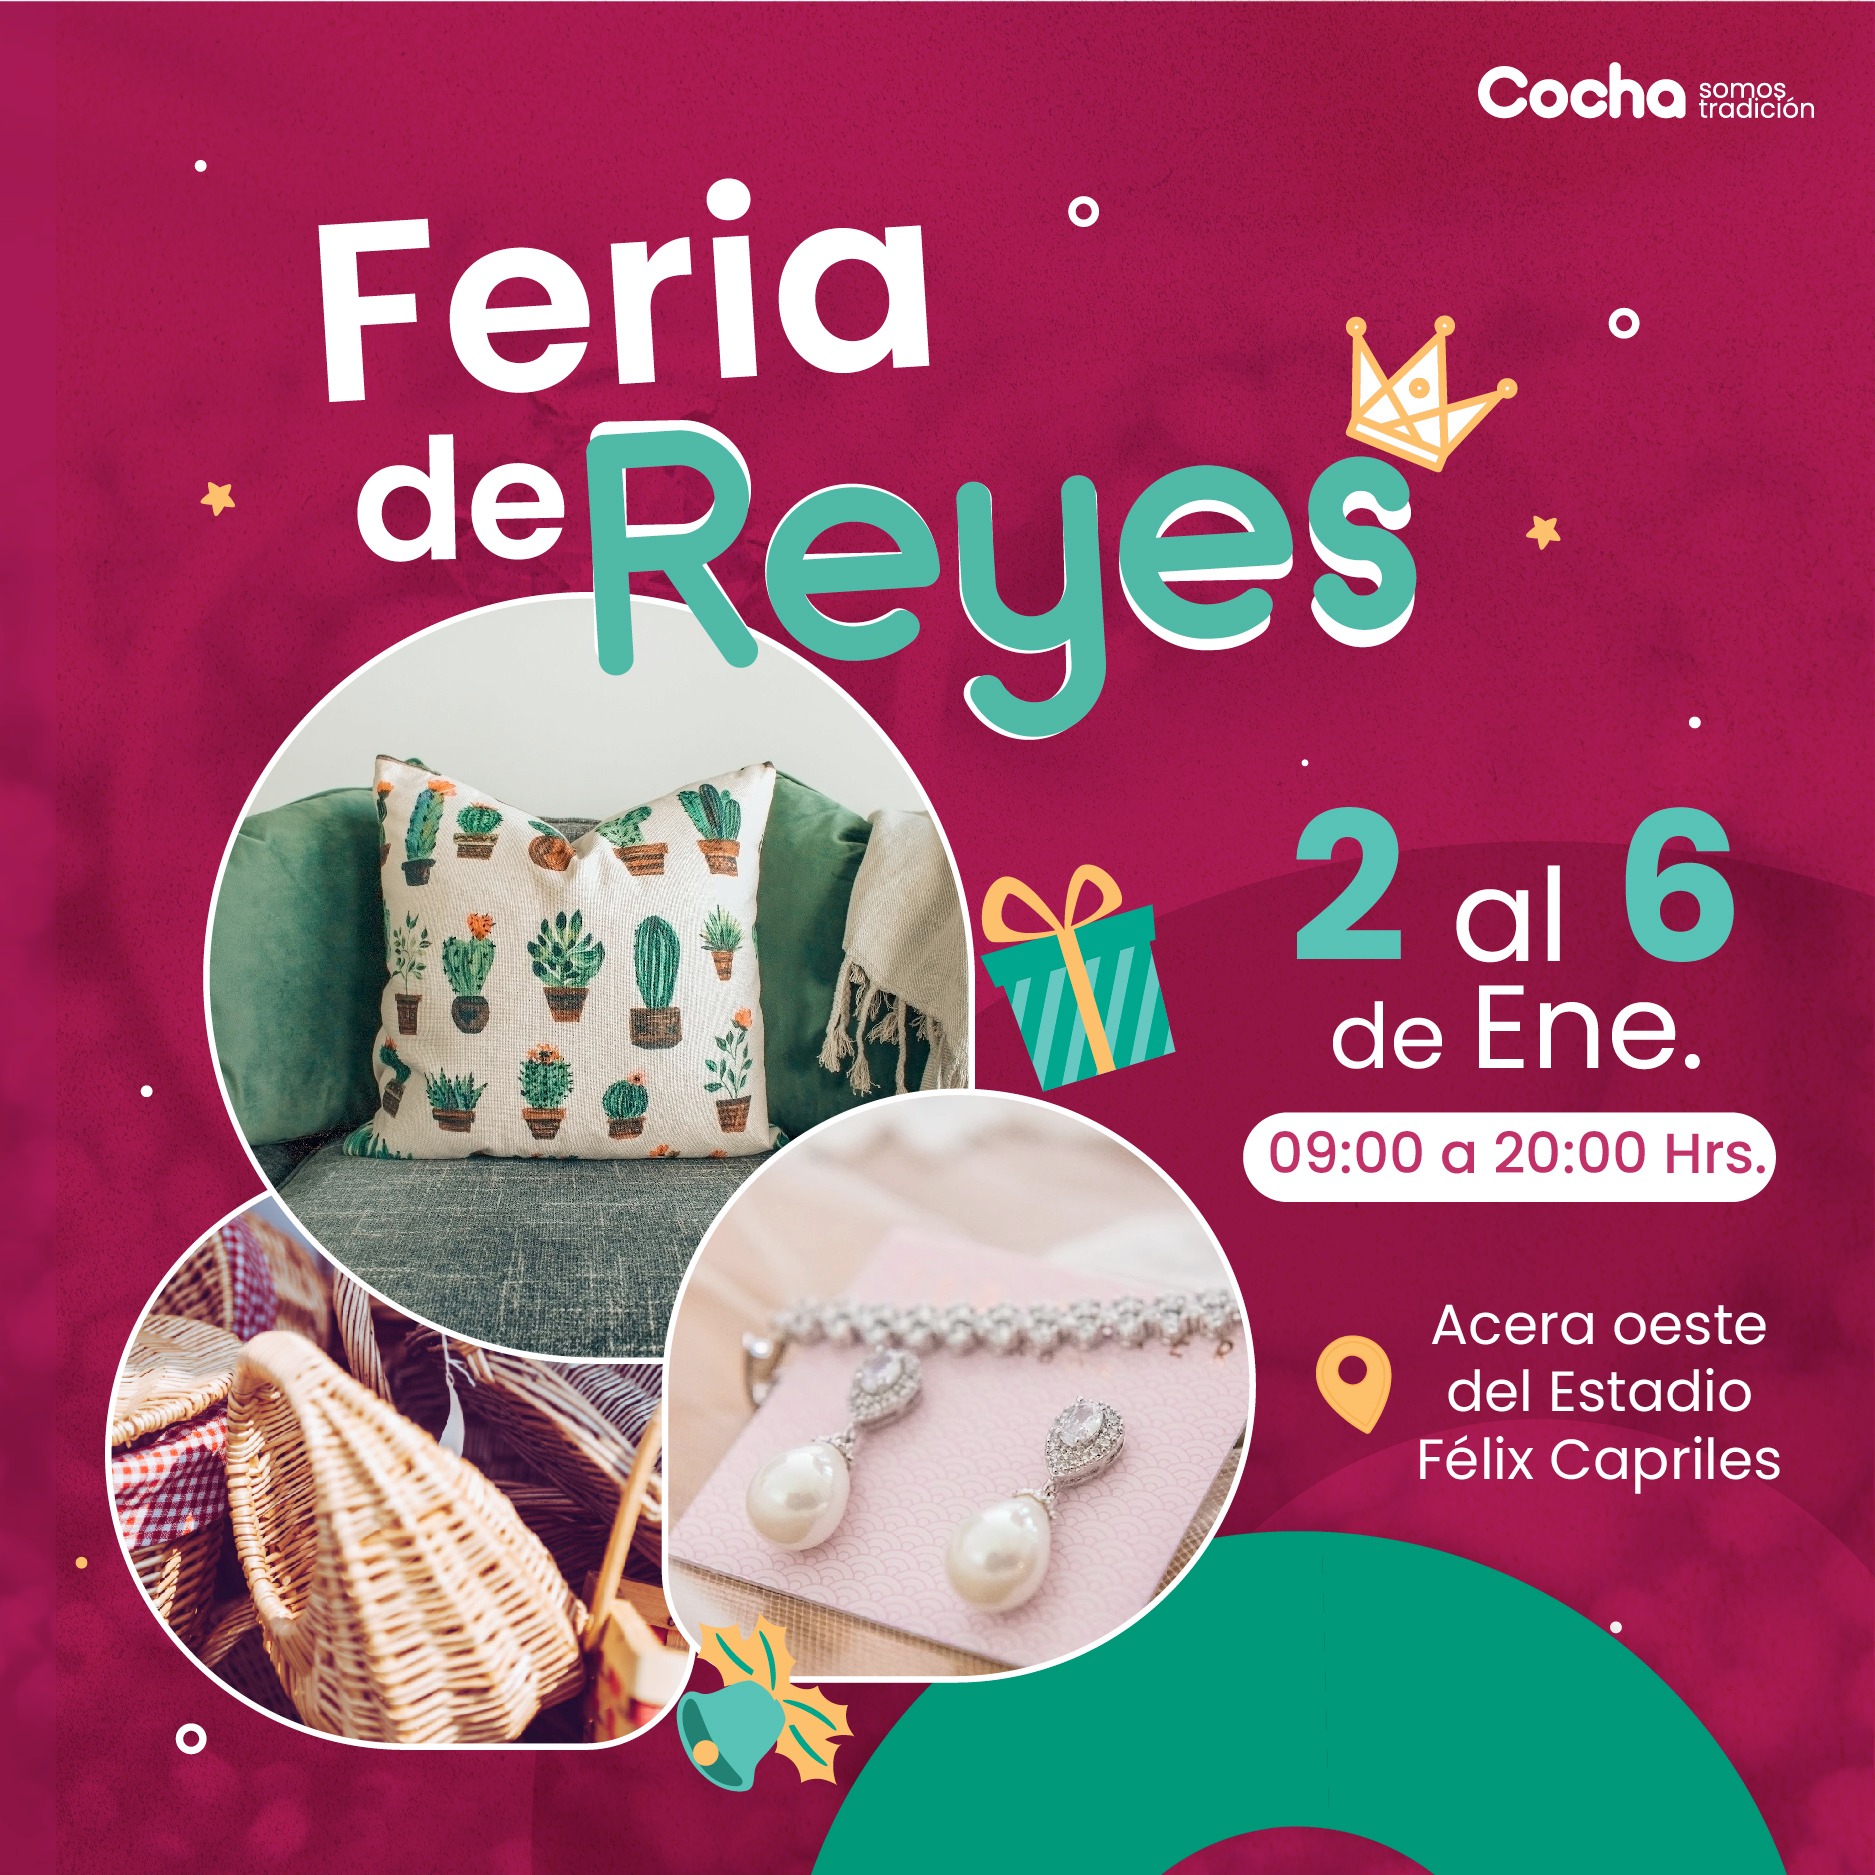 Cocha somos
tradición
Feria
de Reyes
2 al 6
de Ene.
09:00 a 20:00 Hrs.
Acera oeste
del Estadio
Félix Capriles